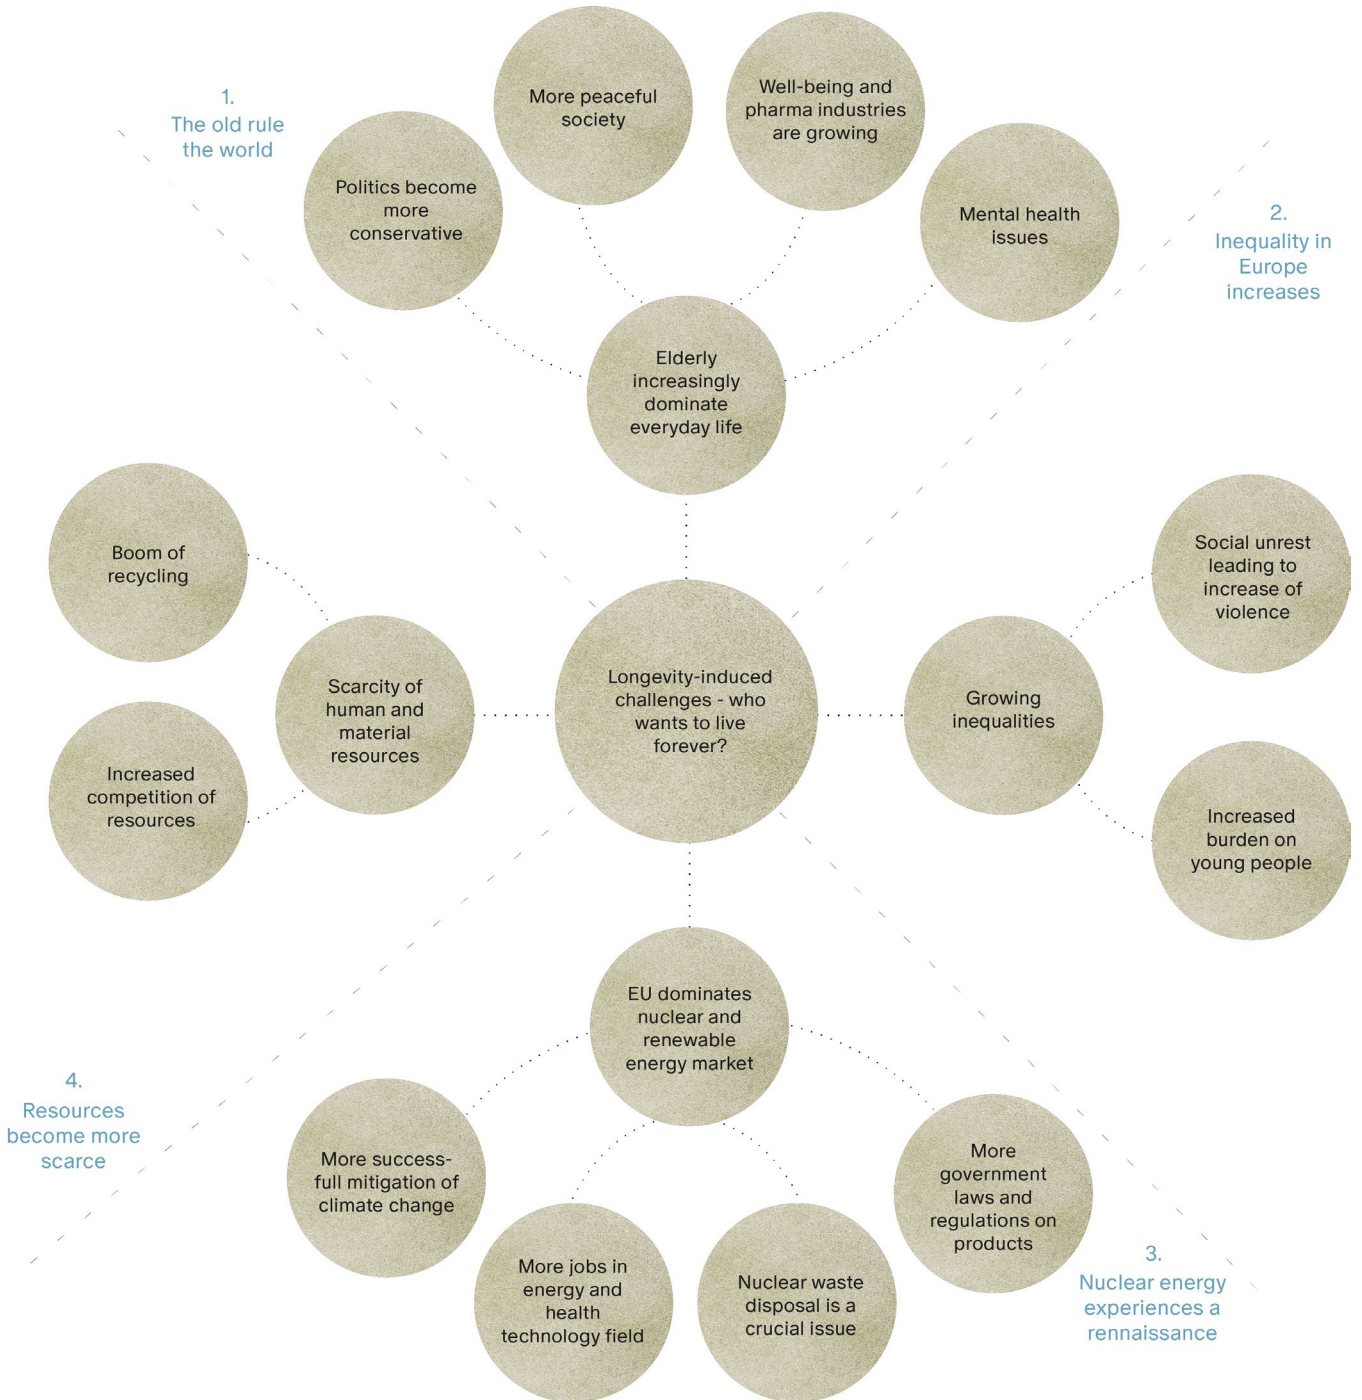 1.
The old rule
the world
Politics become
more
conservative
More peaceful
society
Well-being and
pharma industries
are growing
Mental health
issues
Elderly
increasingly
dominate
everyday life
2.
Inequality in
Europe
increases
Boom of
recycling
Increased
competition of
resources
Scarcity of
human and
material
resources
Longevity-induced
challenges - who
wants to live
forever?
Growing
inequalities
Social unrest
leading to
increase of
violence
Increased
burden on
young people
EU dominates
nuclear and
renewable
energy market
4.
Resources
become more
scarce
More success-
full mitigation of
climate change
More jobs in
energy and
health
technology field
Nuclear waste
disposal is a
crucial issue
More
government
laws and
regulations on
products
3.
Nuclear energy
experiences a
rennaissance